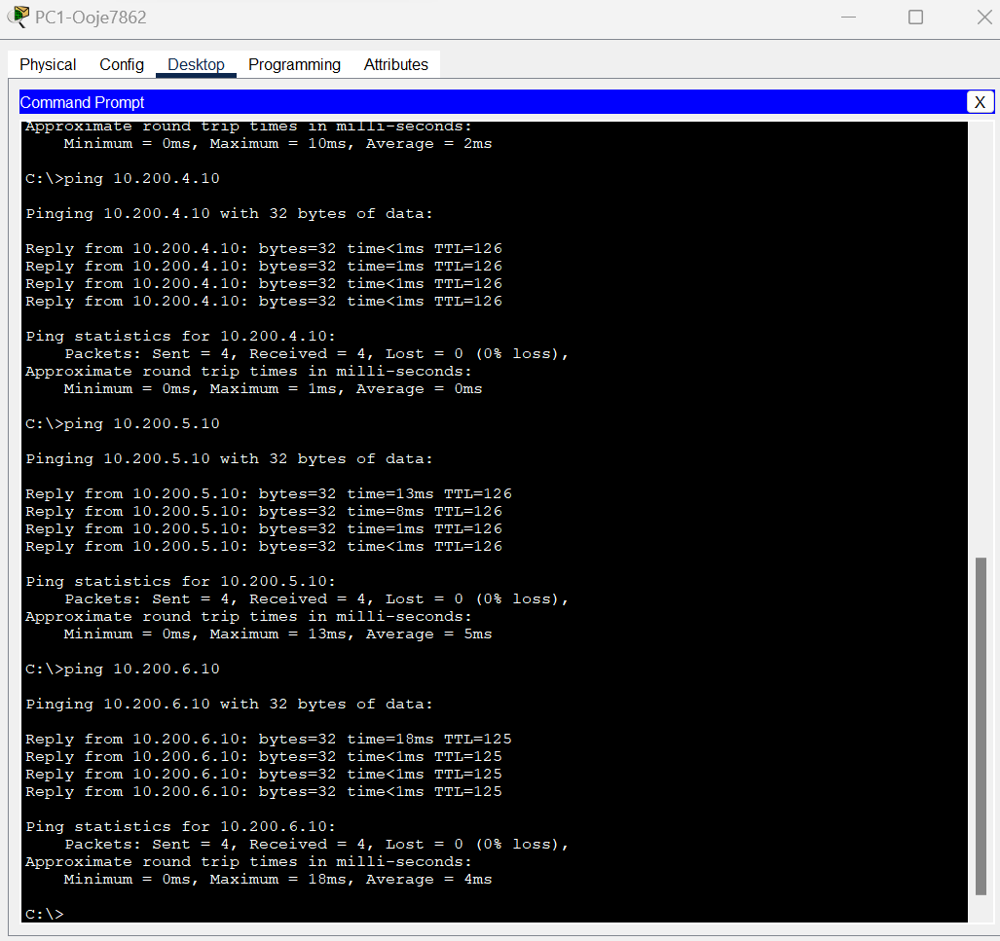 PC1-Ooje7862
Physical Config Desktop Programming Attributes
Command Prompt
X
Approximate round trip times in milli-seconds:
    Minimum = 0ms, Maximum = 10ms, Average = 2ms
C:\>ping 10.200.4.10
Pinging 10.200.4.10 with 32 bytes of data:
Reply from 10.200.4.10: bytes=32 time<1ms TTL=126
Reply from 10.200.4.10: bytes=32 time=1ms TTL=126
Reply from 10.200.4.10: bytes=32 time<1ms TTL=126
Reply from 10.200.4.10: bytes=32 time<1ms TTL=126
Ping statistics for 10.200.4.10:
    Packets: Sent = 4, Received = 4, Lost = 0 (0% loss),
Approximate round trip times in milli-seconds:
    Minimum = 0ms, Maximum = 1ms, Average = 0ms
C:\>ping 10.200.5.10
Pinging 10.200.5.10 with 32 bytes of data:
Reply from 10.200.5.10: bytes=32 time=13ms TTL=126
Reply from 10.200.5.10: bytes=32 time=8ms TTL=126
Reply from 10.200.5.10: bytes=32 time=1ms TTL=126
Reply from 10.200.5.10: bytes=32 time<1ms TTL=126
Ping statistics for 10.200.5.10:
    Packets: Sent = 4, Received = 4, Lost = 0 (0% loss),
Approximate round trip times in milli-seconds:
    Minimum = 0ms, Maximum = 13ms, Average = 5ms
C:\>ping 10.200.6.10
Pinging 10.200.6.10 with 32 bytes of data:
Reply from 10.200.6.10: bytes=32 time=18ms TTL=125
Reply from 10.200.6.10: bytes=32 time<1ms TTL=125
Reply from 10.200.6.10: bytes=32 time<1ms TTL=125
Reply from 10.200.6.10: bytes=32 time<1ms TTL=125
Ping statistics for 10.200.6.10:
    Packets: Sent = 4, Received = 4, Lost = 0 (0% loss),
Approximate round trip times in milli-seconds:
    Minimum = 0ms, Maximum = 18ms, Average = 4ms
C:\>